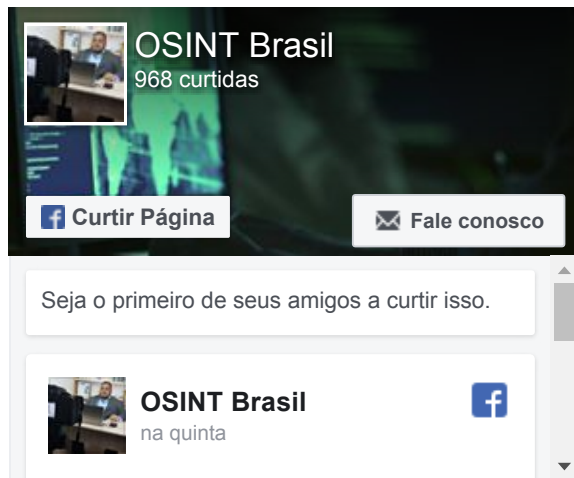 OSINT Brasil
968 curtidas
Curtir Página
Fale conosco
Seja o primeiro de seus amigos a curtir isso.
OSINT Brasil
na quinta